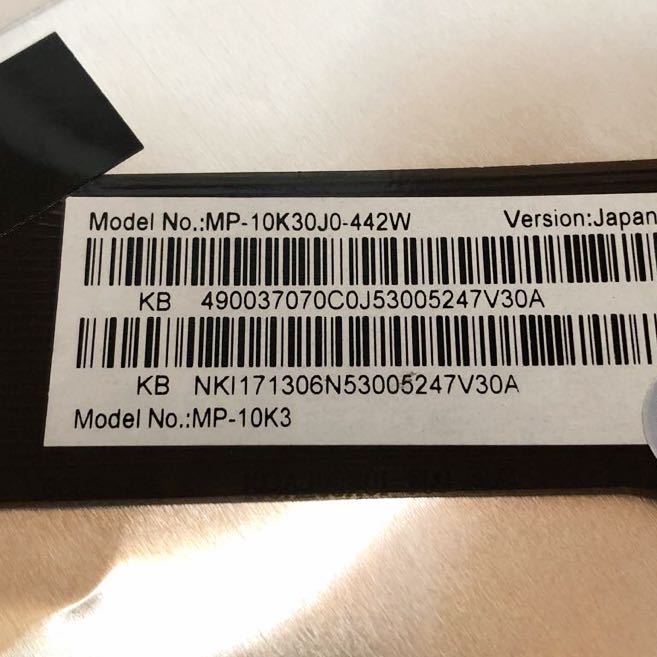 Model No.:MP-10K30J0-442W Version:Japan
KB 490037070C0J53005247V30A
KB NKI171306N53005247V30A
Model No.:MP-10K3